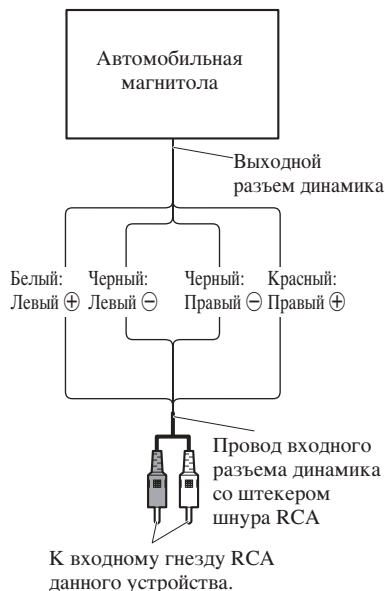 Автомобильная
магнитола
Выходной
разъем динамика
Белый: Черный: Черный: Красный:
Левый ⊕ Левый ⊖ Правый ⊖ Правый ⊕
Провод входного
разъема динамика
со штекером
шнура RCA
К входному гнезду RCA
данного устройства.